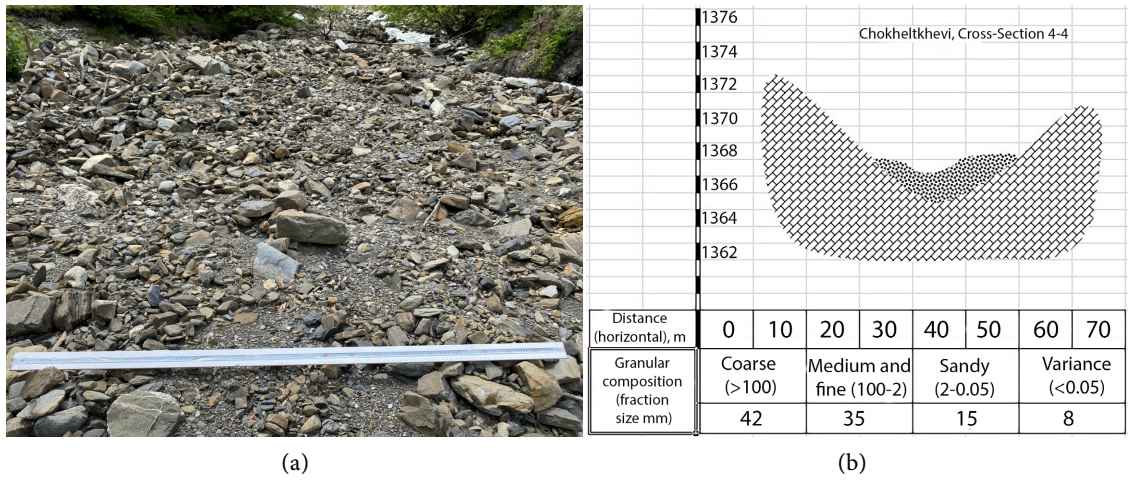 1376
Chokheltkhevi, Cross-Section 4-4
1374
1372
1370
1368
1366
1364
1362
Distance
(horizontal), m
0 10 20 30 40 50 60 70
Granular
composition
(fraction
size mm)
Coarse
(>100)
Medium and
fine (100-2)
Sandy
(2-0.05)
Variance
(<0.05)
42 35 15 8
(a) (b)